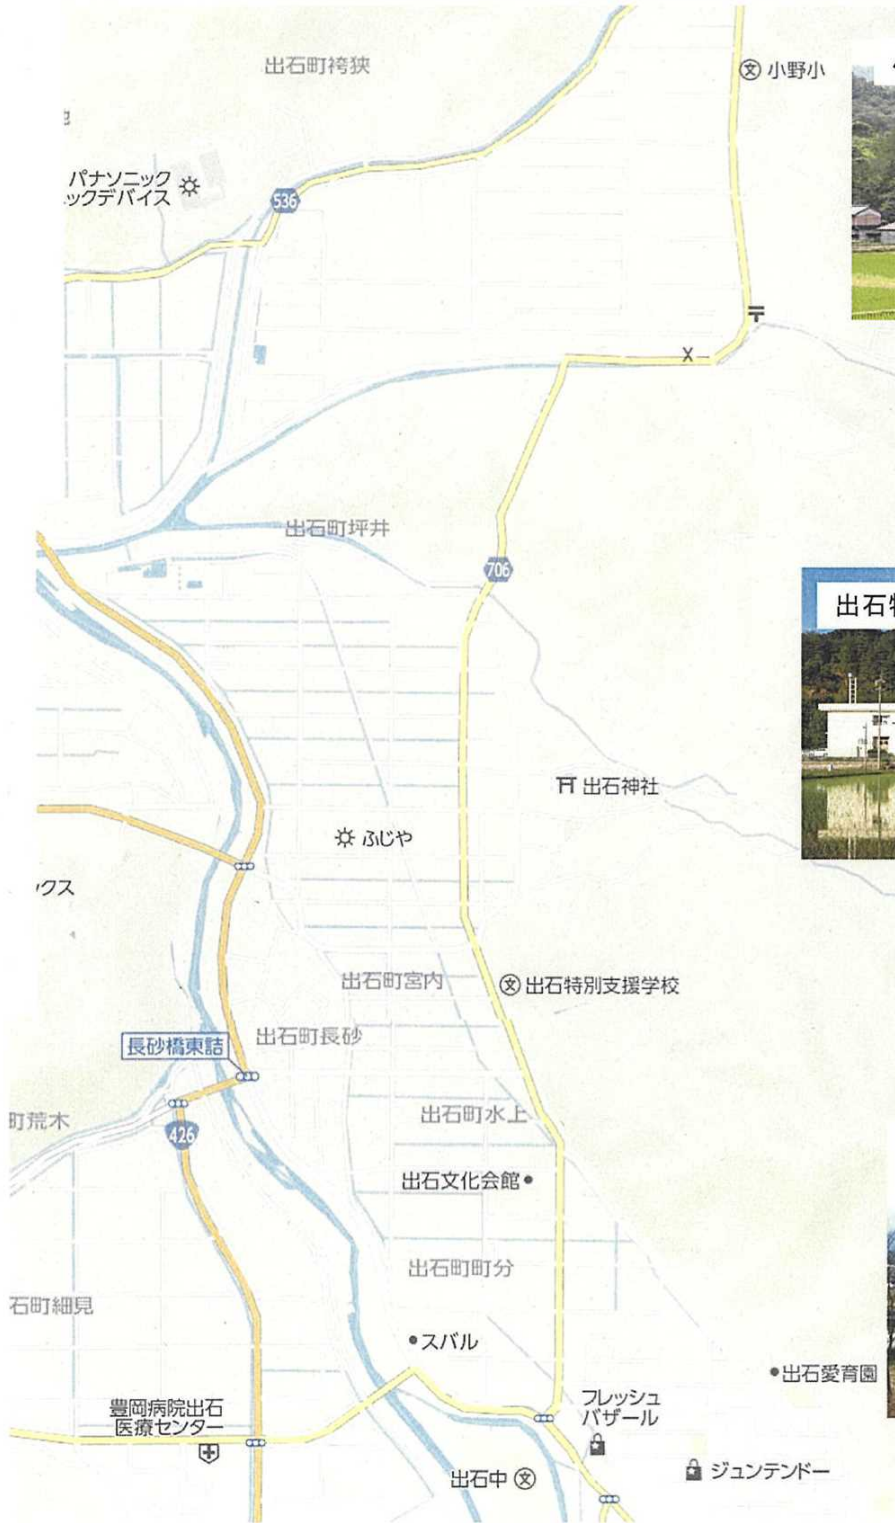 出石町袴狭
小野小
パナソニック
ックデバイス
536
出石町坪井
706
出石特
出石神社
ふじや
ックス
出石町宮内
出石特別支援学校
出石町長砂
長砂橋東詰
出石町水上
町荒木
426
出石文化会館
出石町町分
石町細見
スバル
出石愛育園
豊岡病院出石
医療センター
フレッシュ
バザール
出石中
ジュンテンドー